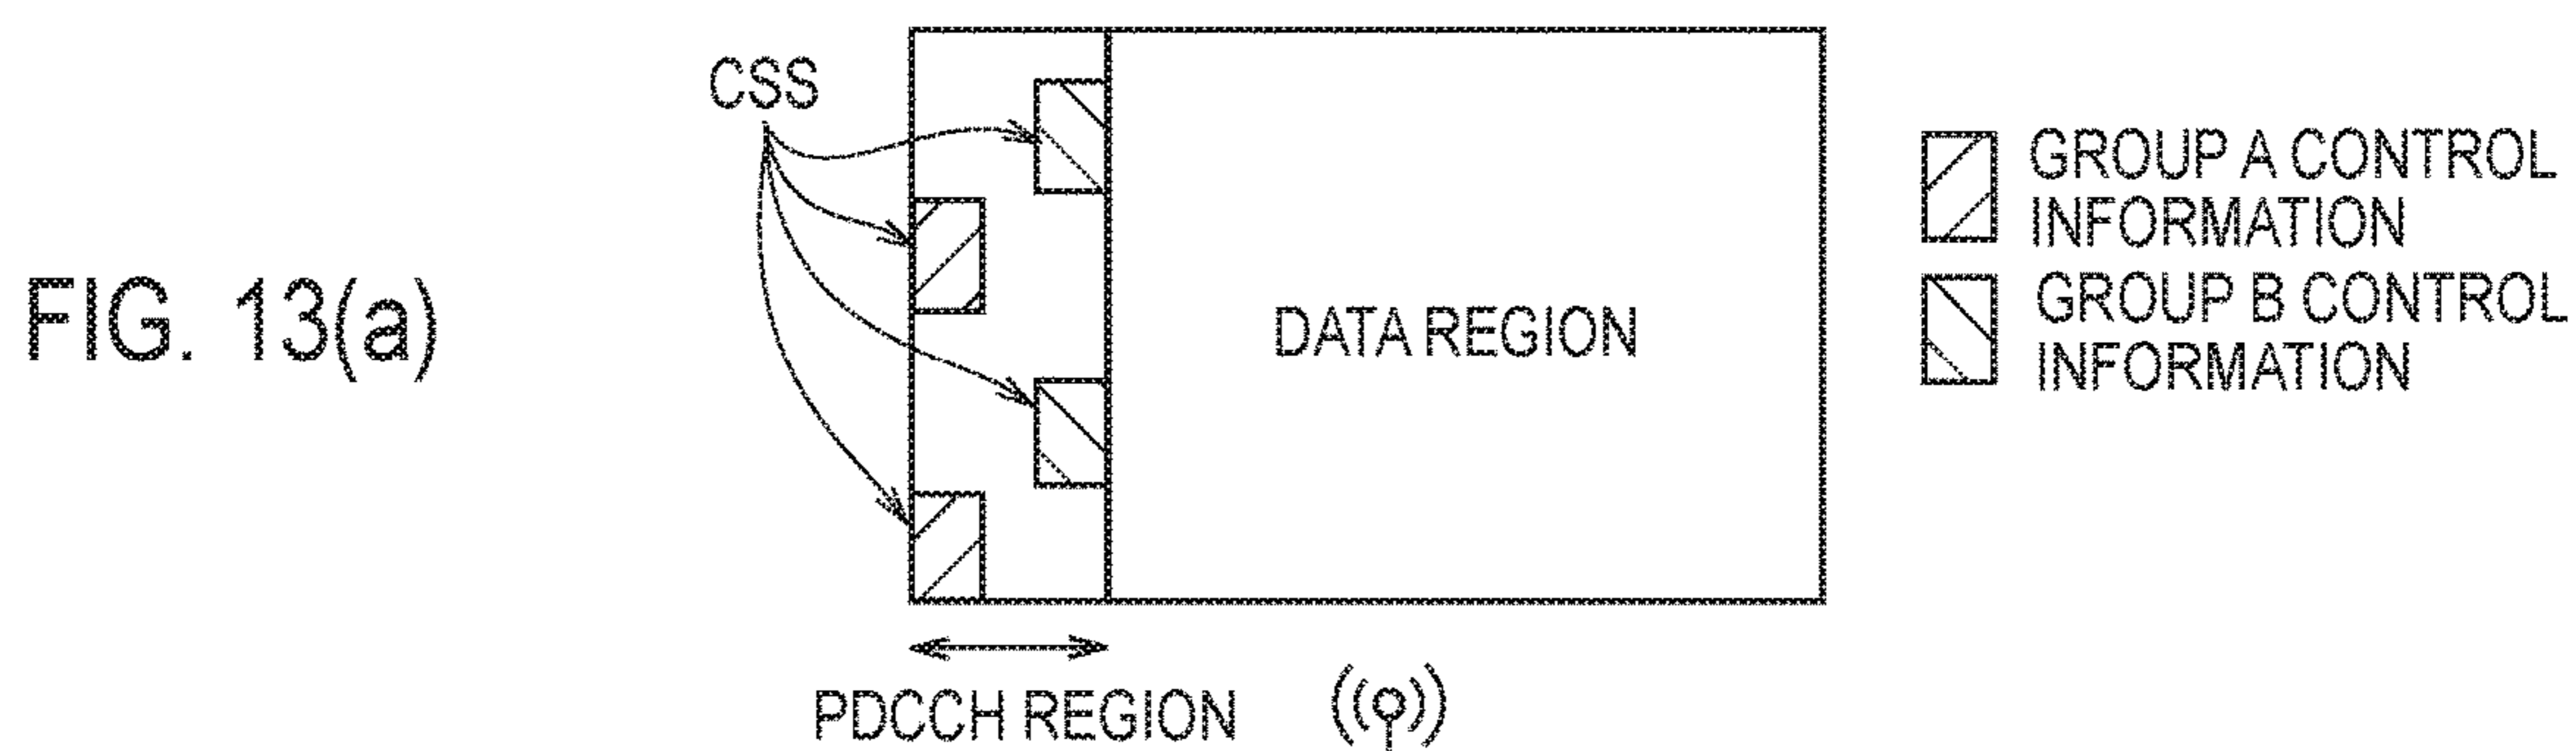 FIG. 13(a)
CSS
DATA REGION
PDCCH REGION
GROUP A CONTROL
INFORMATION
GROUP B CONTROL
INFORMATION